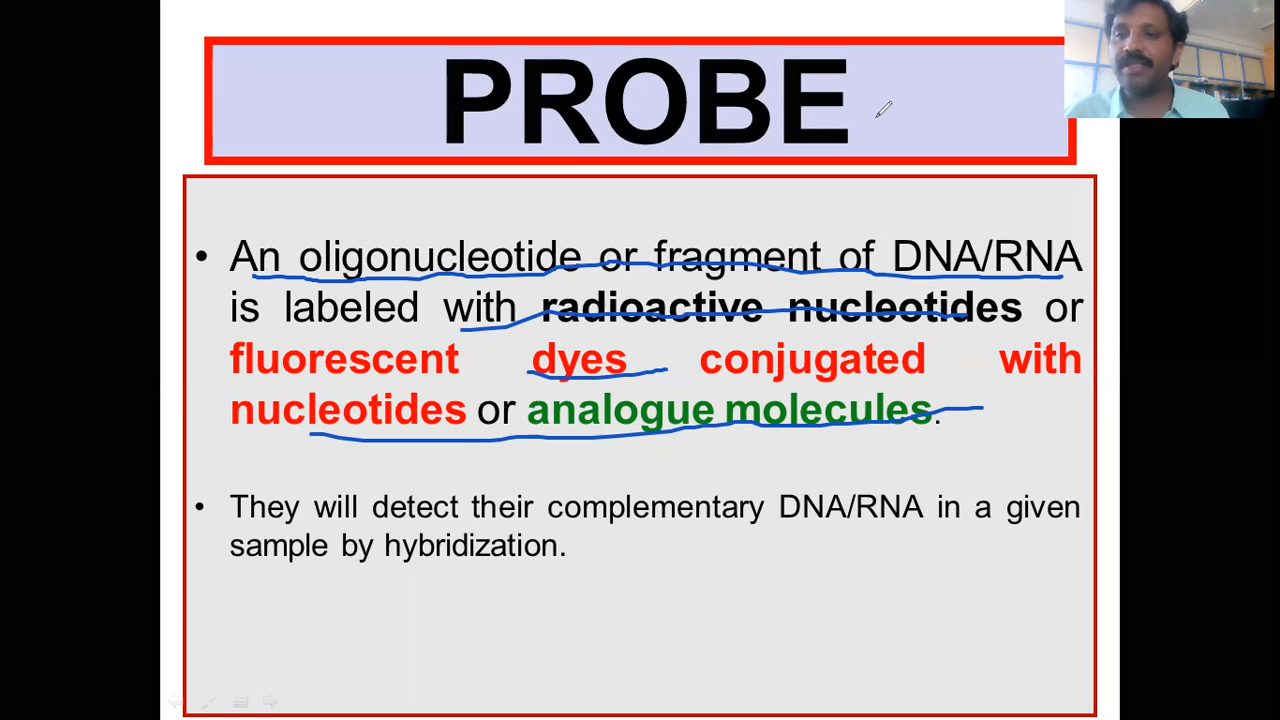 PROBE
• An oligonucleotide or fragment of DNA/RNA
is labeled with radioactive nucleotides or
fluorescent dyes conjugated with
nucleotides or analogue molecules.
• They will detect their complementary DNA/RNA in a given
sample by hybridization.